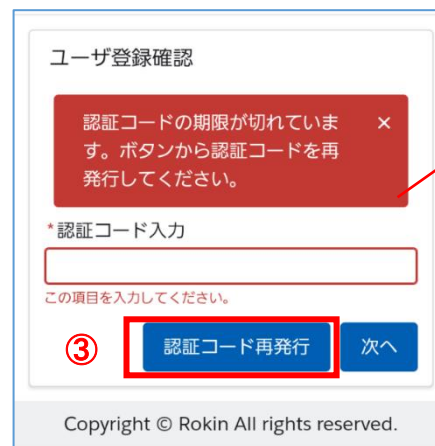 ユーザ登録確認
認証コードの期限が切れていま ×
す。ボタンから認証コードを再
発行してください。
*認証コード入力
この項目を入力してください。
③ 認証コード再発行 次へ
Copyright © Rokin All rights reserved.